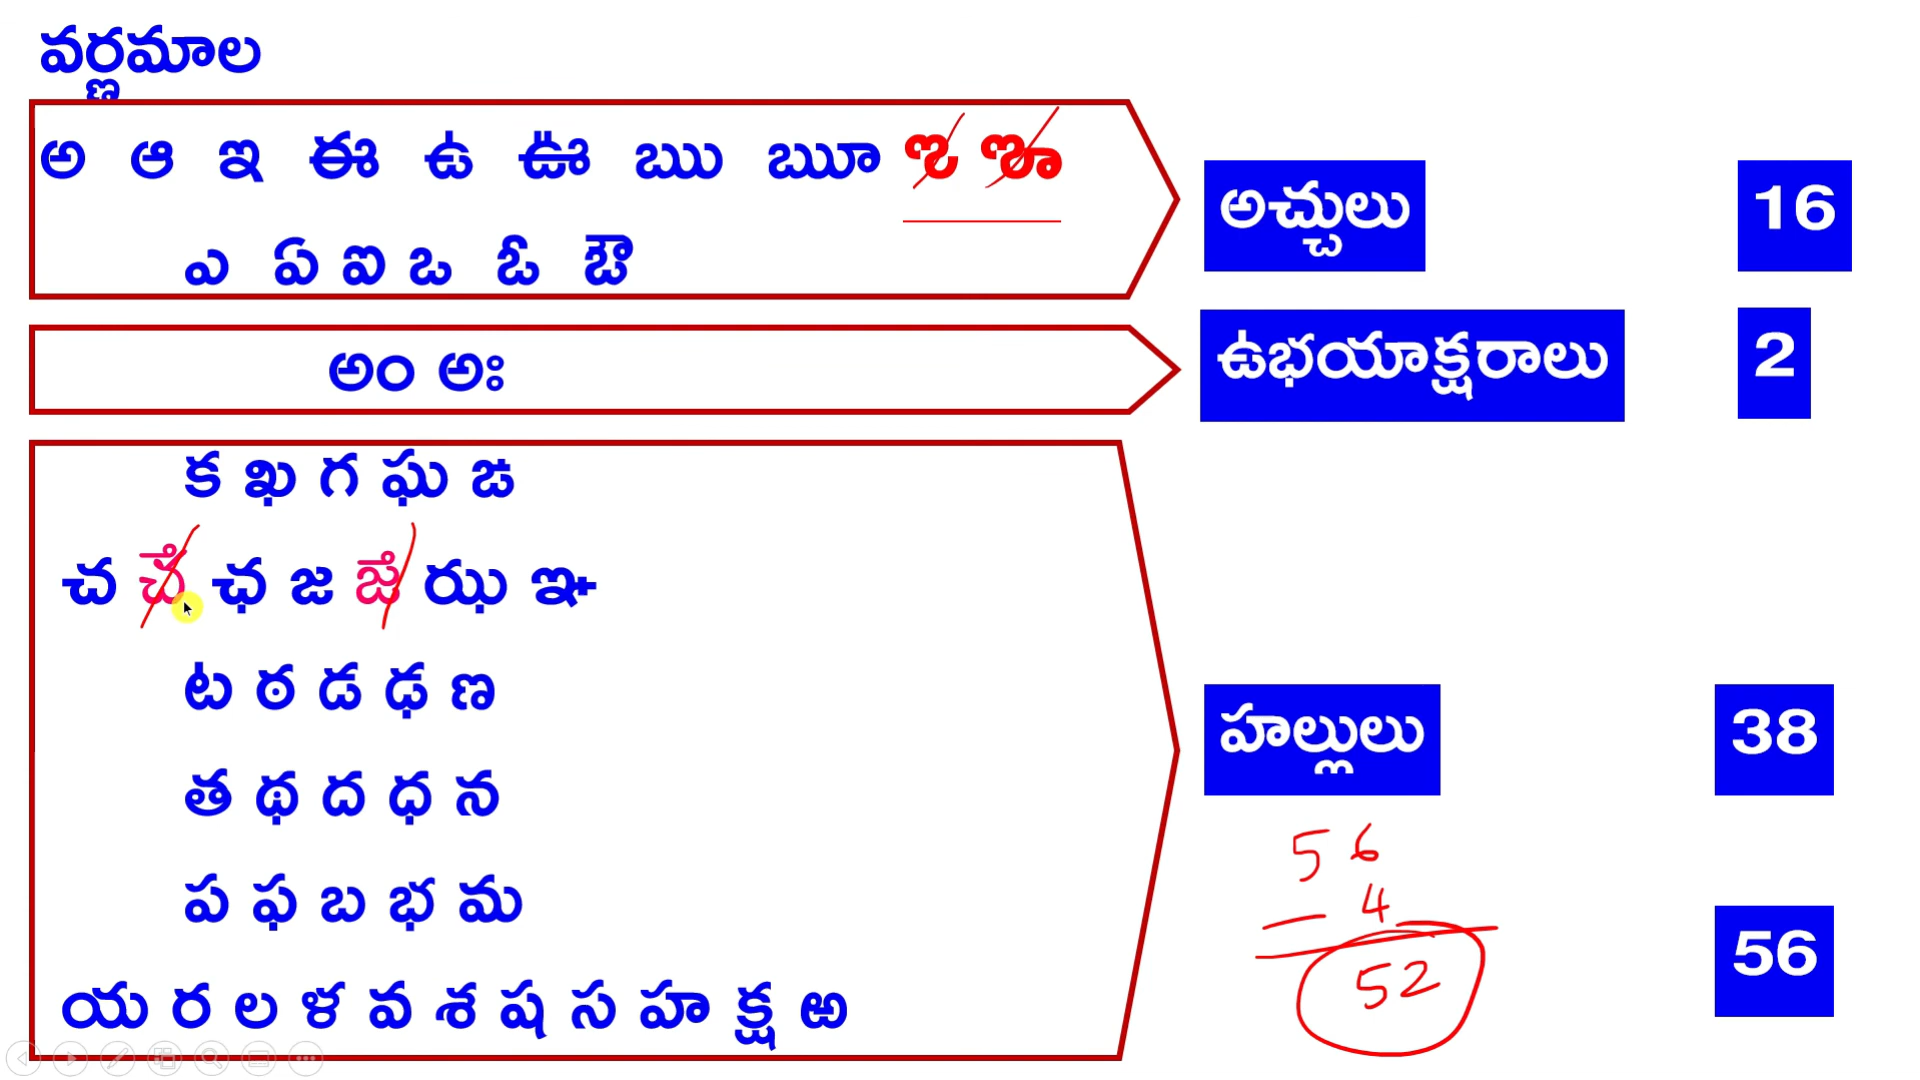 వర్ణమాల
అ ఆ ఇ ఈ ఉ ఊ ఋ ౠ ఌ ౡ
ఎ ఏ ఐ ఒ ఓ ఔ
అచ్చులు 16
అం అః
ఉభయాక్షరాలు 2
క ఖ గ ఘ ఙ
చ ౘ ఛ జ ౙ ఝ ఞ
ట ఠ డ ఢ ణ
త థ ద ధ న
ప ఫ బ భ మ
య ర ల ళ వ శ ష స హ క్ష ఱ
హల్లులు 38
56
4
52
56